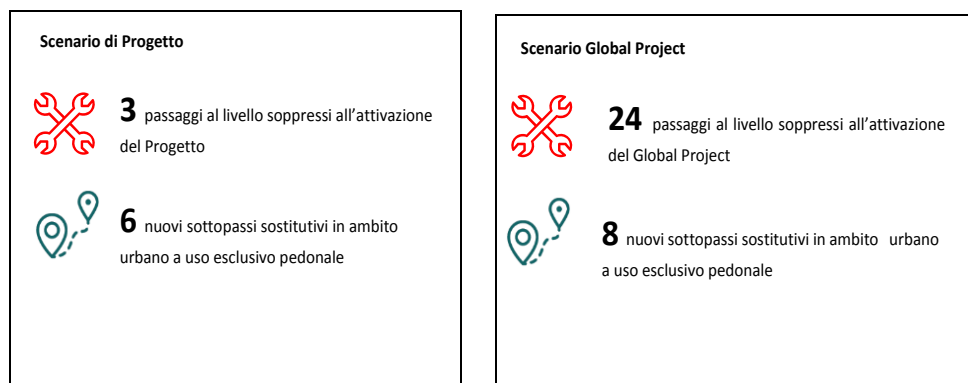 Scenario di Progetto
3 passaggi al livello soppressi all’attivazione
del Progetto
6 nuovi sottopassi sostitutivi in ambito
urbano a uso esclusivo pedonale
Scenario Global Project
24 passaggi al livello soppressi all’attivazione
del Global Project
8 nuovi sottopassi sostitutivi in ambito urbano
a uso esclusivo pedonale